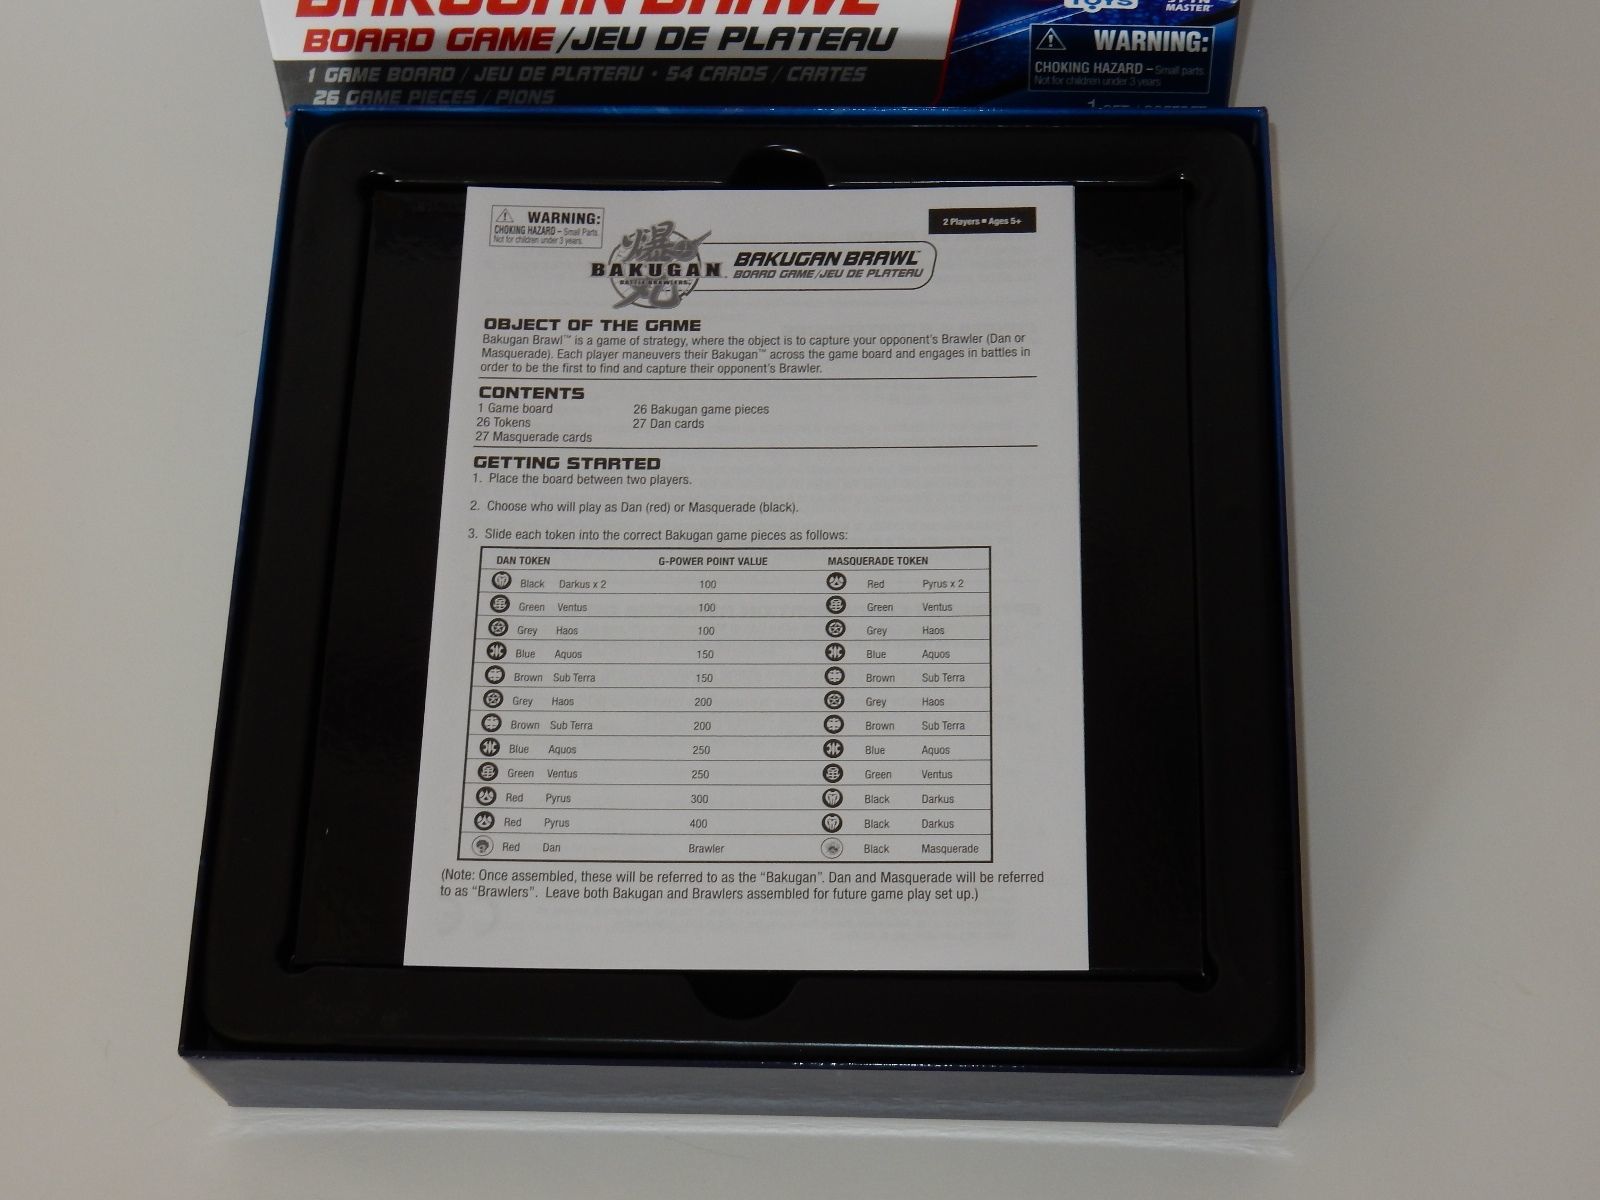 BAKUGAN BRAWL
BOARD GAME/JEU DE PLATEAU
1 GAME BOARD / JEU DE PLATEAU · 54 CARDS / CARTES
26 GAME PIECES / PIONS
TOYS
SPIN MASTER
WARNING:
CHOKING HAZARD – Small parts.
Not for children under 3 years
WARNING:
CHOKING HAZARD – Small Parts
Not for children under 3 years.
爆丸
BAKUGAN
BATTLE BRAWLERS™
BAKUGAN BRAWL™
BOARD GAME/JEU DE PLATEAU
2 Players ■ Ages 5+
OBJECT OF THE GAME
Bakugan Brawl™ is a game of strategy, where the object is to capture your opponent's Brawler (Dan or
Masquerade). Each player maneuvers their Bakugan™ across the game board and engages in battles in
order to be the first to find and capture their opponent's Brawler.
CONTENTS
1 Game board 26 Bakugan game pieces
26 Tokens 27 Dan cards
27 Masquerade cards
GETTING STARTED
1. Place the board between two players.
2. Choose who will play as Dan (red) or Masquerade (black).
3. Slide each token into the correct Bakugan game pieces as follows:
DAN TOKEN G-POWER POINT VALUE MASQUERADE TOKEN
Black Darkus x 2 100 Red Pyrus x 2
Green Ventus 100 Green Ventus
Grey Haos 100 Grey Haos
Blue Aquos 150 Blue Aquos
Brown Sub Terra 150 Brown Sub Terra
Grey Haos 200 Grey Haos
Brown Sub Terra 200 Brown Sub Terra
Blue Aquos 250 Blue Aquos
Green Ventus 250 Green Ventus
Red Pyrus 300 Black Darkus
Red Pyrus 400 Black Darkus
Red Dan Brawler Black Masquerade
(Note: Once assembled, these will be referred to as the “Bakugan”. Dan and Masquerade will be referred
to as “Brawlers”. Leave both Bakugan and Brawlers assembled for future game play set up.)